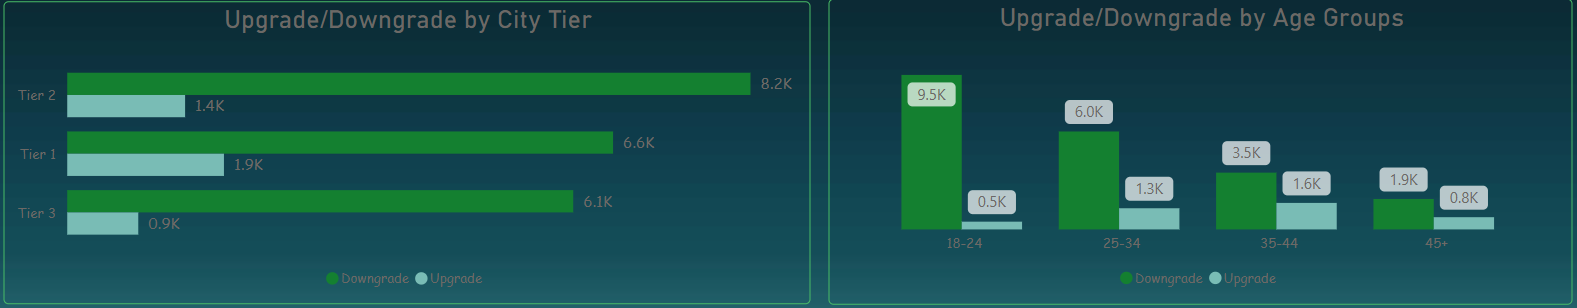 Upgrade/Downgrade by City Tier
Tier 2
8.2K
1.4K
Tier 1
6.6K
1.9K
Tier 3
6.1K
0.9K
Downgrade Upgrade
Upgrade/Downgrade by Age Groups
9.5K
0.5K
6.0K
1.3K
3.5K
1.6K
1.9K
0.8K
18-24 25-34 35-44 45+
Downgrade Upgrade